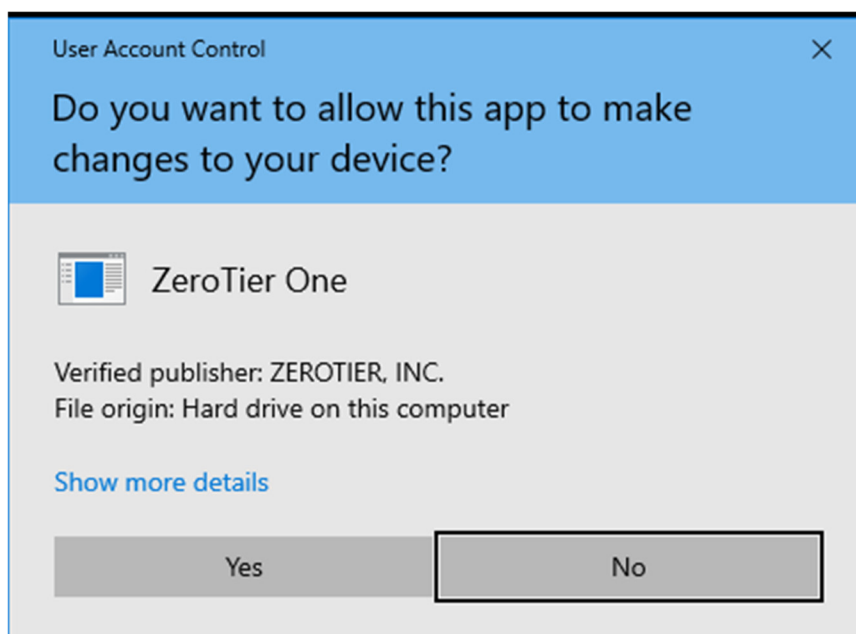 User Account Control
Do you want to allow this app to make
changes to your device?
ZeroTier One
Verified publisher: ZEROTIER, INC.
File origin: Hard drive on this computer
Show more details
Yes
No